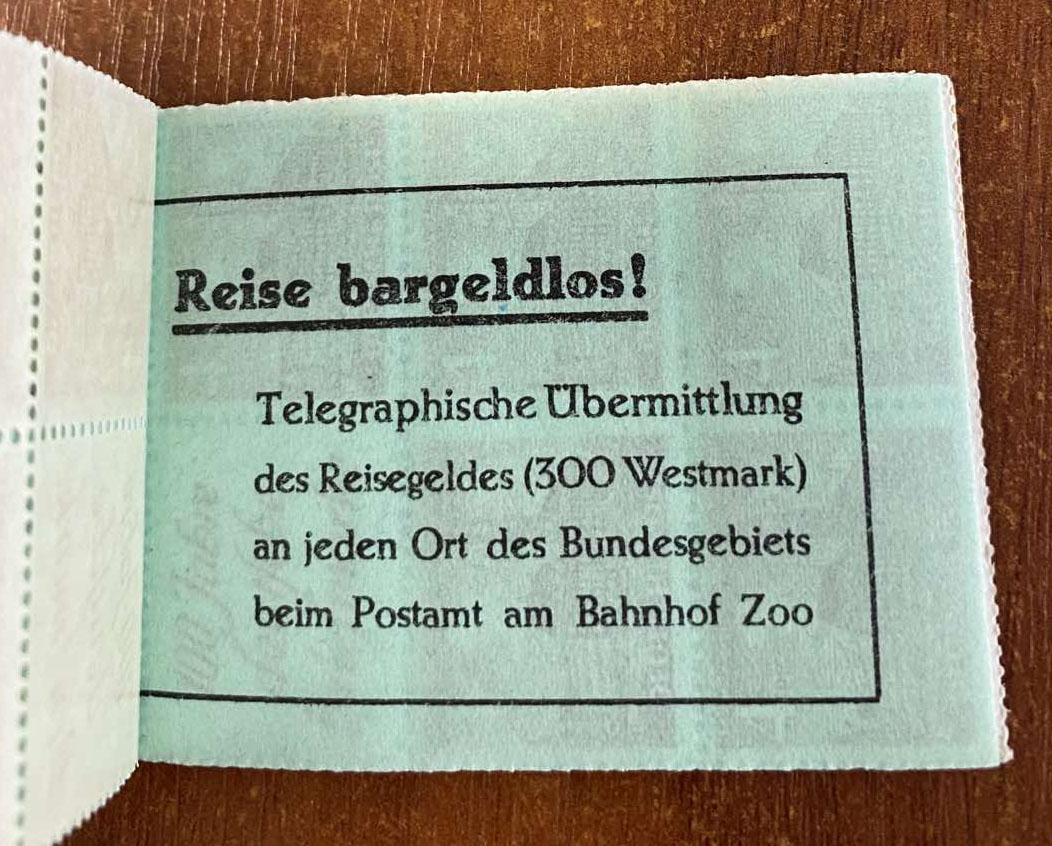 Reise bargeldlos!
Telegraphische Übermittlung
des Reisegeldes (300 Westmark)
an jeden Ort des Bundesgebiets
beim Postamt am Bahnhof Zoo